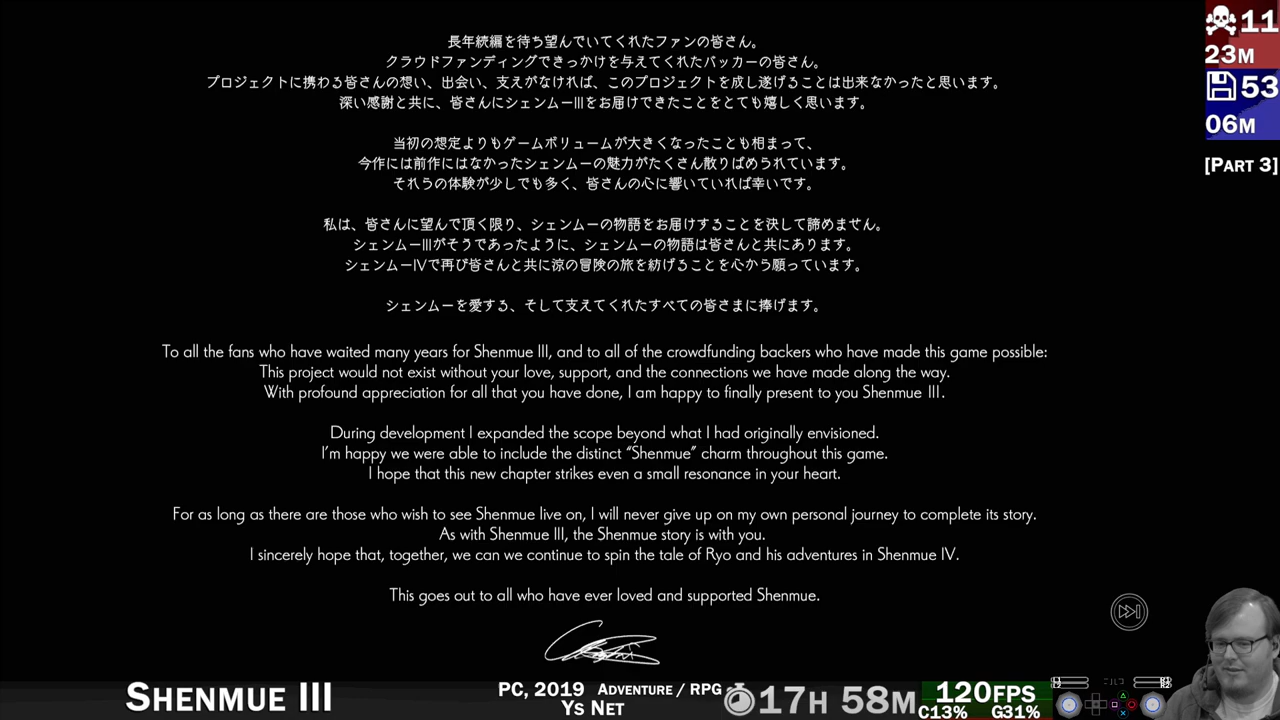 長年続編を待ち望んでいてくれたファンの皆さん。
クラウドファンディングできっかけを与えてくれたバッカーの皆さん。
プロジェクトに携わる皆さんの想い、出会い、支えがなければ、このプロジェクトを成し遂げることは出来なかったと思います。
深い感謝と共に、皆さんにシェンムーIIIをお届けできたことをとても嬉しく思います。
当初の想定よりもゲームボリュームが大きくなったことも相まって、
今作には前作にはなかったシェンムーの魅力がたくさん散りばめられています。
それらの体験が少しでも多く、皆さんの心に響いていれば幸いです。
私は、皆さんに望んで頂く限り、シェンムーの物語をお届けすることを決して諦めません。
シェンムーIIIがそうであったように、シェンムーの物語は皆さんと共にあります。
シェンムーIVで再び皆さんと共に涼の冒険の旅を紡げることを心から願っています。
シェンムーを愛する、そして支えてくれたすべての皆さまに捧げます。
To all the fans who have waited many years for Shenmue III, and to all of the crowdfunding backers who have made this game possible:
This project would not exist without your love, support, and the connections we have made along the way.
With profound appreciation for all that you have done, I am happy to finally present to you Shenmue III.
During development I expanded the scope beyond what I had originally envisioned.
I'm happy we were able to include the distinct “Shenmue” charm throughout this game.
I hope that this new chapter strikes even a small resonance in your heart.
For as long as there are those who wish to see Shenmue live on, I will never give up on my own personal journey to complete its story.
As with Shenmue III, the Shenmue story is with you.
I sincerely hope that, together, we can we continue to spin the tale of Ryo and his adventures in Shenmue IV.
This goes out to all who have ever loved and supported Shenmue.
11
23M
53
06M
[PART 3]
SHENMUE III
PC, 2019 ADVENTURE / RPG
YS NET
17H 58M
120FPS
C13% G31%